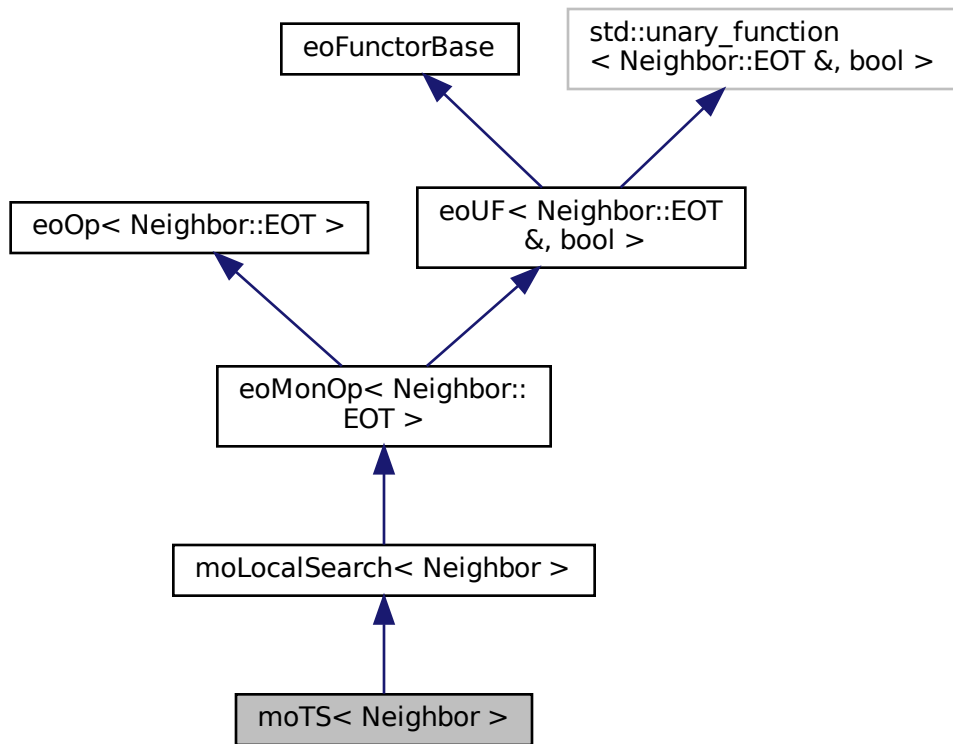 eoFunctorBase
std::unary_function
< Neighbor::EOT &, bool >
eoOp< Neighbor::EOT >
eoUF< Neighbor::EOT
&, bool >
eoMonOp< Neighbor::
EOT >
moLocalSearch< Neighbor >
moTS< Neighbor >